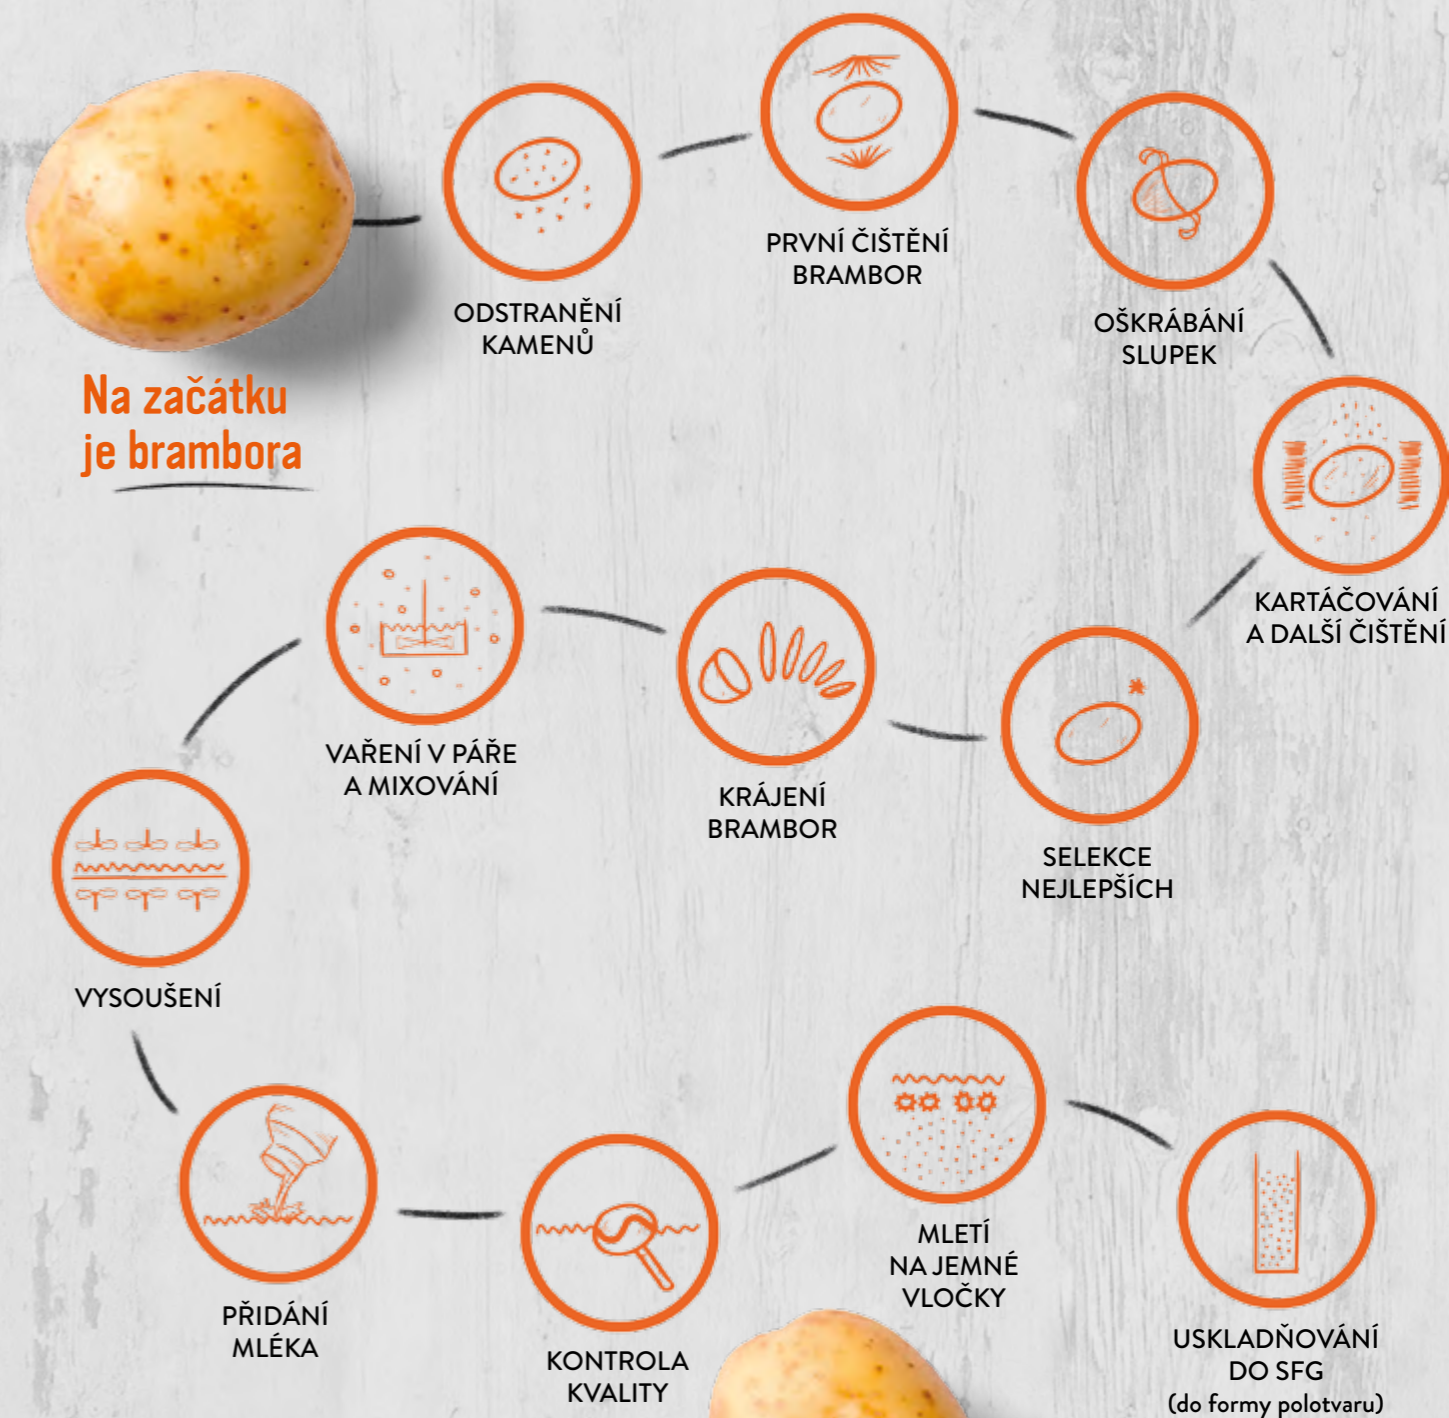 Na začátku
je brambora
ODSTRANĚNÍ
KAMENŮ
PRVNÍ ČIŠTĚNÍ
BRAMBOR
OŠKRÁBÁNÍ
SLUPEK
KARTÁČOVÁNÍ
A DALŠÍ ČIŠTĚNÍ
SELEKCE
NEJLEPŠÍCH
KRÁJENÍ
BRAMBOR
VAŘENÍ V PÁŘE
A MIXOVÁNÍ
VYSOUŠENÍ
PŘIDÁNÍ
MLÉKA
KONTROLA
KVALITY
MLETÍ
NA JEMNÉ
VLOČKY
USKLADŇOVÁNÍ
DO SFG
(do formy polotvaru)